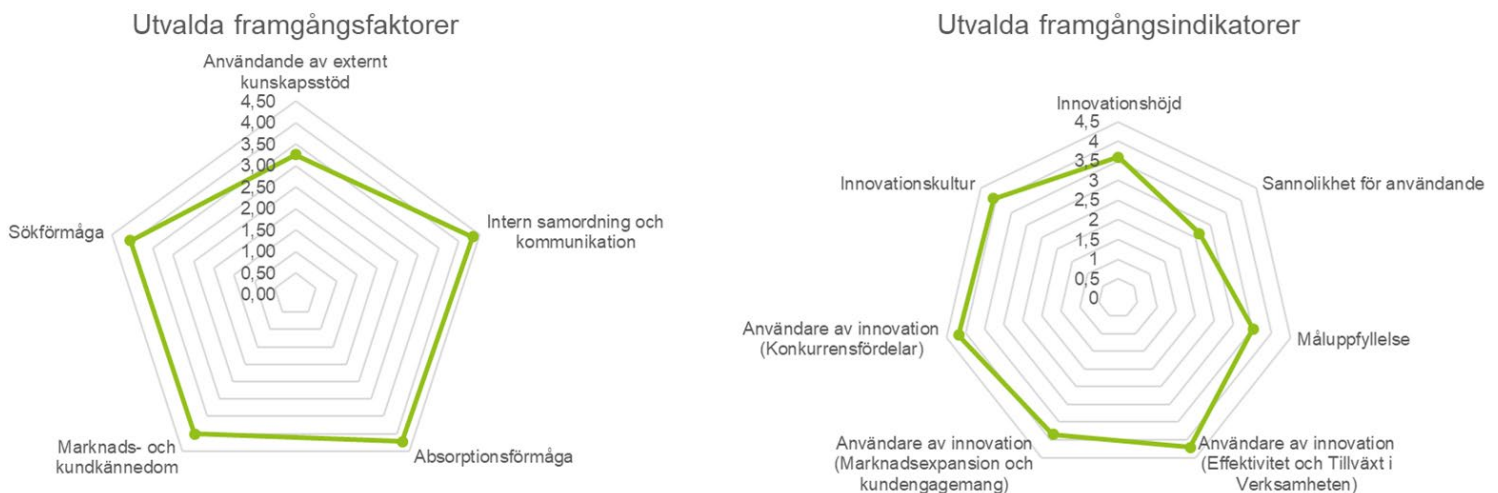 Utvalda framgångsfaktorer
Användande av externt
kunskapsstöd
4,50
4,00
3,50
3,00
2,50
2,00
1,50
1,00
0,50
0,00
Intern samordning och
kommunikation
Absorptionsförmåga
Marknads- och
kundkännedom
Sökförmåga
Utvalda framgångsindikatorer
Innovationshöjd
4,5
4
3,5
3
2,5
2
1,5
1
0,5
0
Sannolikhet för användande
Måluppfyllelse
Användare av innovation
(Effektivitet och Tillväxt i
Verksamheten)
Användare av innovation
(Marknadsexpansion och
kundengagemang)
Användare av innovation
(Konkurrensfördelar)
Innovationskultur